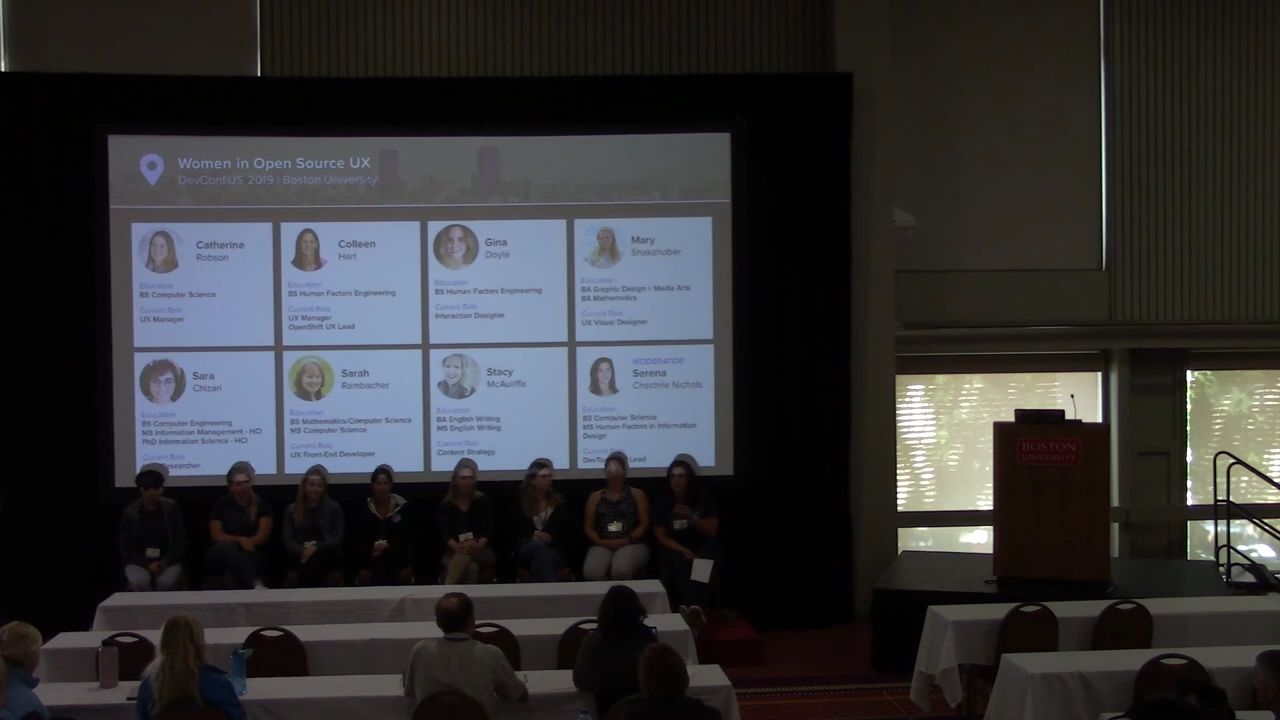 Women in Open Source UX
DevConf.US 2019 | Boston University
Catherine
Robson
Education
BS Computer Science
Current Role
UX Manager
Colleen
Hart
Education
BS Human Factors Engineering
Current Role
UX Manager
OpenShift UX Lead
Gina
Doyle
Education
BS Human Factors Engineering
Current Role
Interaction Designer
Mary
Shakshober
Education
BA Graphic Design + Media Arts
BA Mathematics
Current Role
UX Visual Designer
Sara
Chizari
Education
BS Computer Engineering
MS Information Management - HCI
PhD Information Science - HCI
Current Role
Sarah
Rambacher
Education
BS Mathematics/Computer Science
MS Computer Science
Current Role
UX Front-End Developer
Stacy
McAuliffe
Education
BA English Writing
MS English Writing
Current Role
Content Strategy
MODERATOR
Serena
Chechile Nichols
Education
BS Computer Science
MS Human Factors in Information
Design
Lead
BOSTON
UNIVERSITY